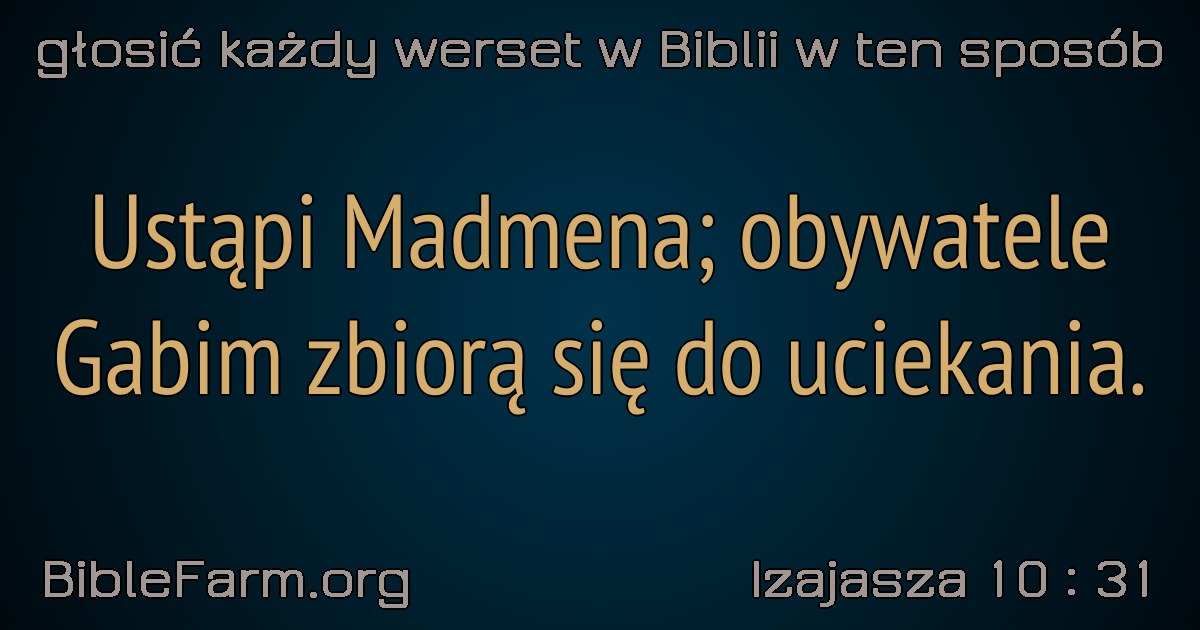 głosić każdy werset w Biblii w ten sposób
Ustąpi Madmena; obywatele
Gabim zbiorą się do uciekania.
BibleFarm.org
Izajasza 10 : 31